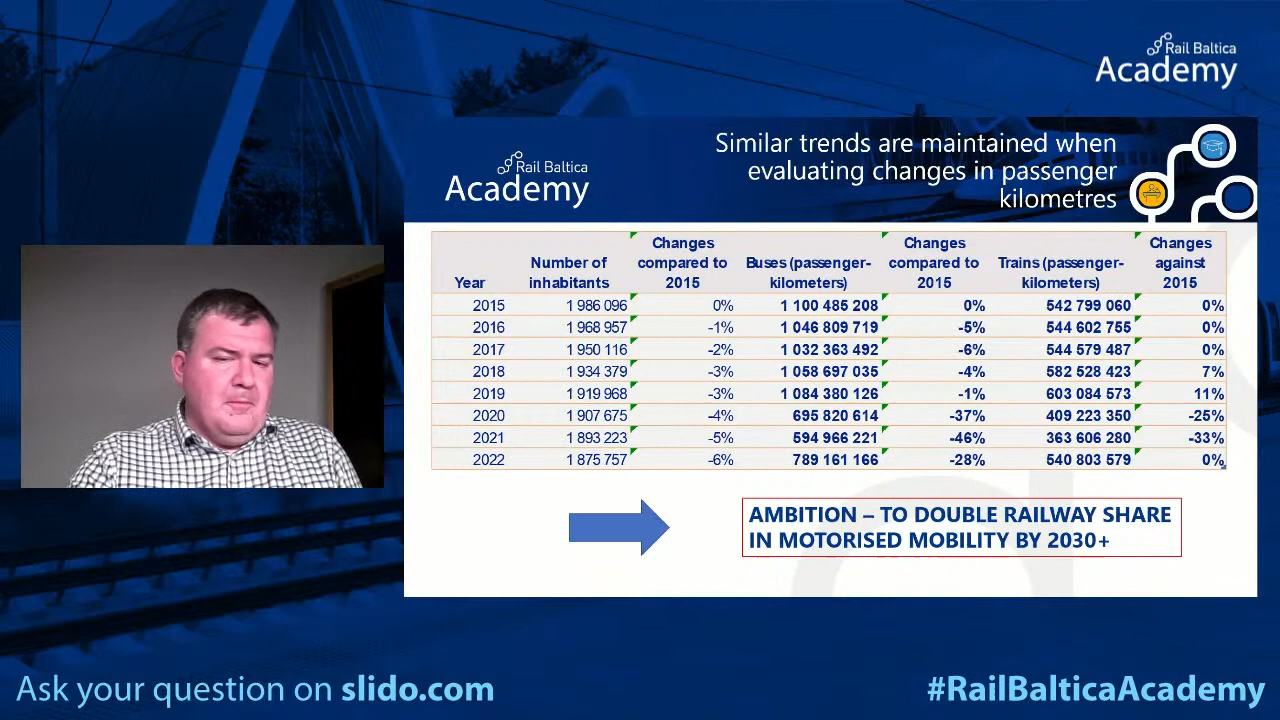 Rail Baltica
Academy
Rail Baltica
Academy
Similar trends are maintained when
evaluating changes in passenger
kilometres
Year Number of inhabitants Changes compared to 2015 Buses (passenger-kilometers) Changes compared to 2015 Trains (passenger-kilometers) Changes against 2015
2015 1 986 096 0% 1 100 485 208 0% 542 799 060 0%
2016 1 968 957 -1% 1 046 809 719 -5% 544 602 755 0%
2017 1 950 116 -2% 1 032 363 492 -6% 544 579 487 0%
2018 1 934 379 -3% 1 058 697 035 -4% 582 528 423 7%
2019 1 919 968 -3% 1 084 380 126 -1% 603 084 573 11%
2020 1 907 675 -4% 695 820 614 -37% 409 223 350 -25%
2021 1 893 223 -5% 594 966 221 -46% 363 606 280 -33%
2022 1 875 757 -6% 789 161 166 -28% 540 803 579 0%
AMBITION – TO DOUBLE RAILWAY SHARE
IN MOTORISED MOBILITY BY 2030+
Ask your question on slido.com
#RailBalticaAcademy